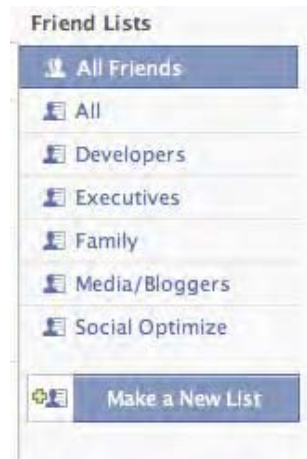 Friend Lists
All Friends
All
Developers
Executives
Family
Media/Bloggers
Social Optimize
Make a New List